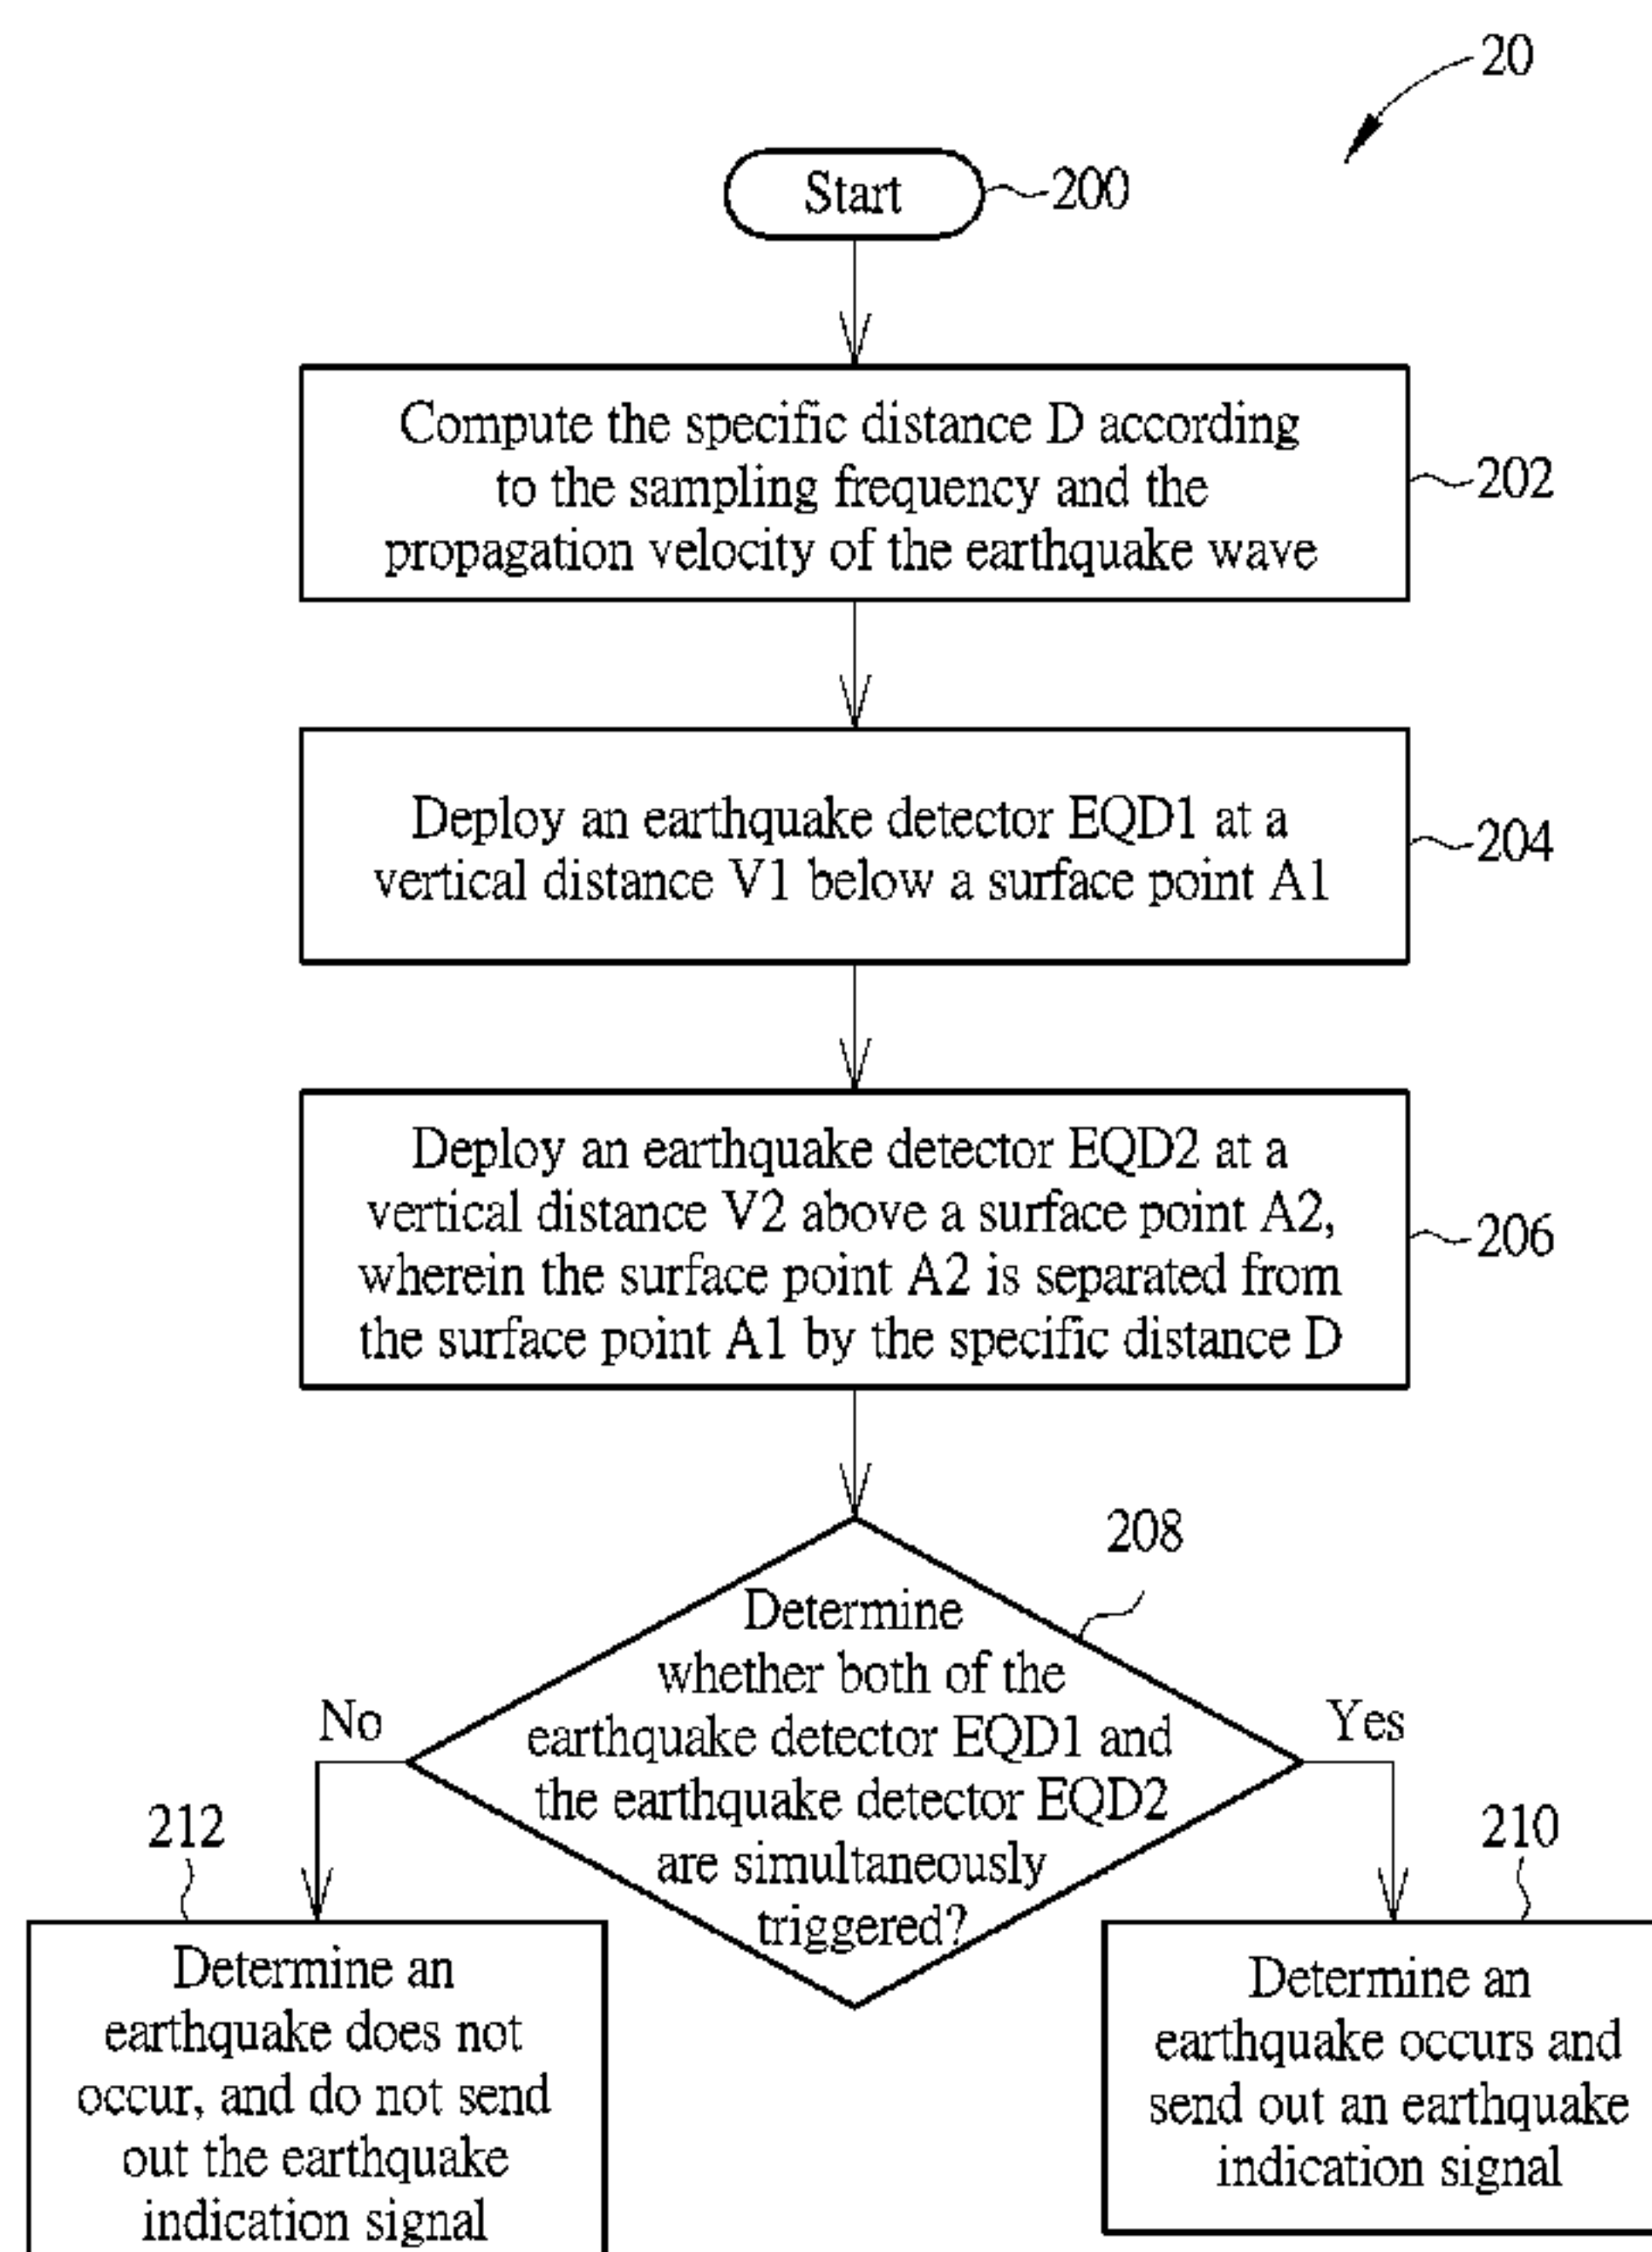 20
Start
200
Compute the specific distance D according
to the sampling frequency and the
propagation velocity of the earthquake wave
202
Deploy an earthquake detector EQD1 at a
vertical distance V1 below a surface point A1
204
Deploy an earthquake detector EQD2 at a
vertical distance V2 above a surface point A2,
wherein the surface point A2 is separated from
the surface point A1 by the specific distance D
206
208
Determine
whether both of the
earthquake detector EQD1 and
the earthquake detector EQD2
are simultaneously
triggered?
No
Yes
212
Determine an
earthquake does not
occur, and do not send
out the earthquake
indication signal
210
Determine an
earthquake occurs and
send out an earthquake
indication signal